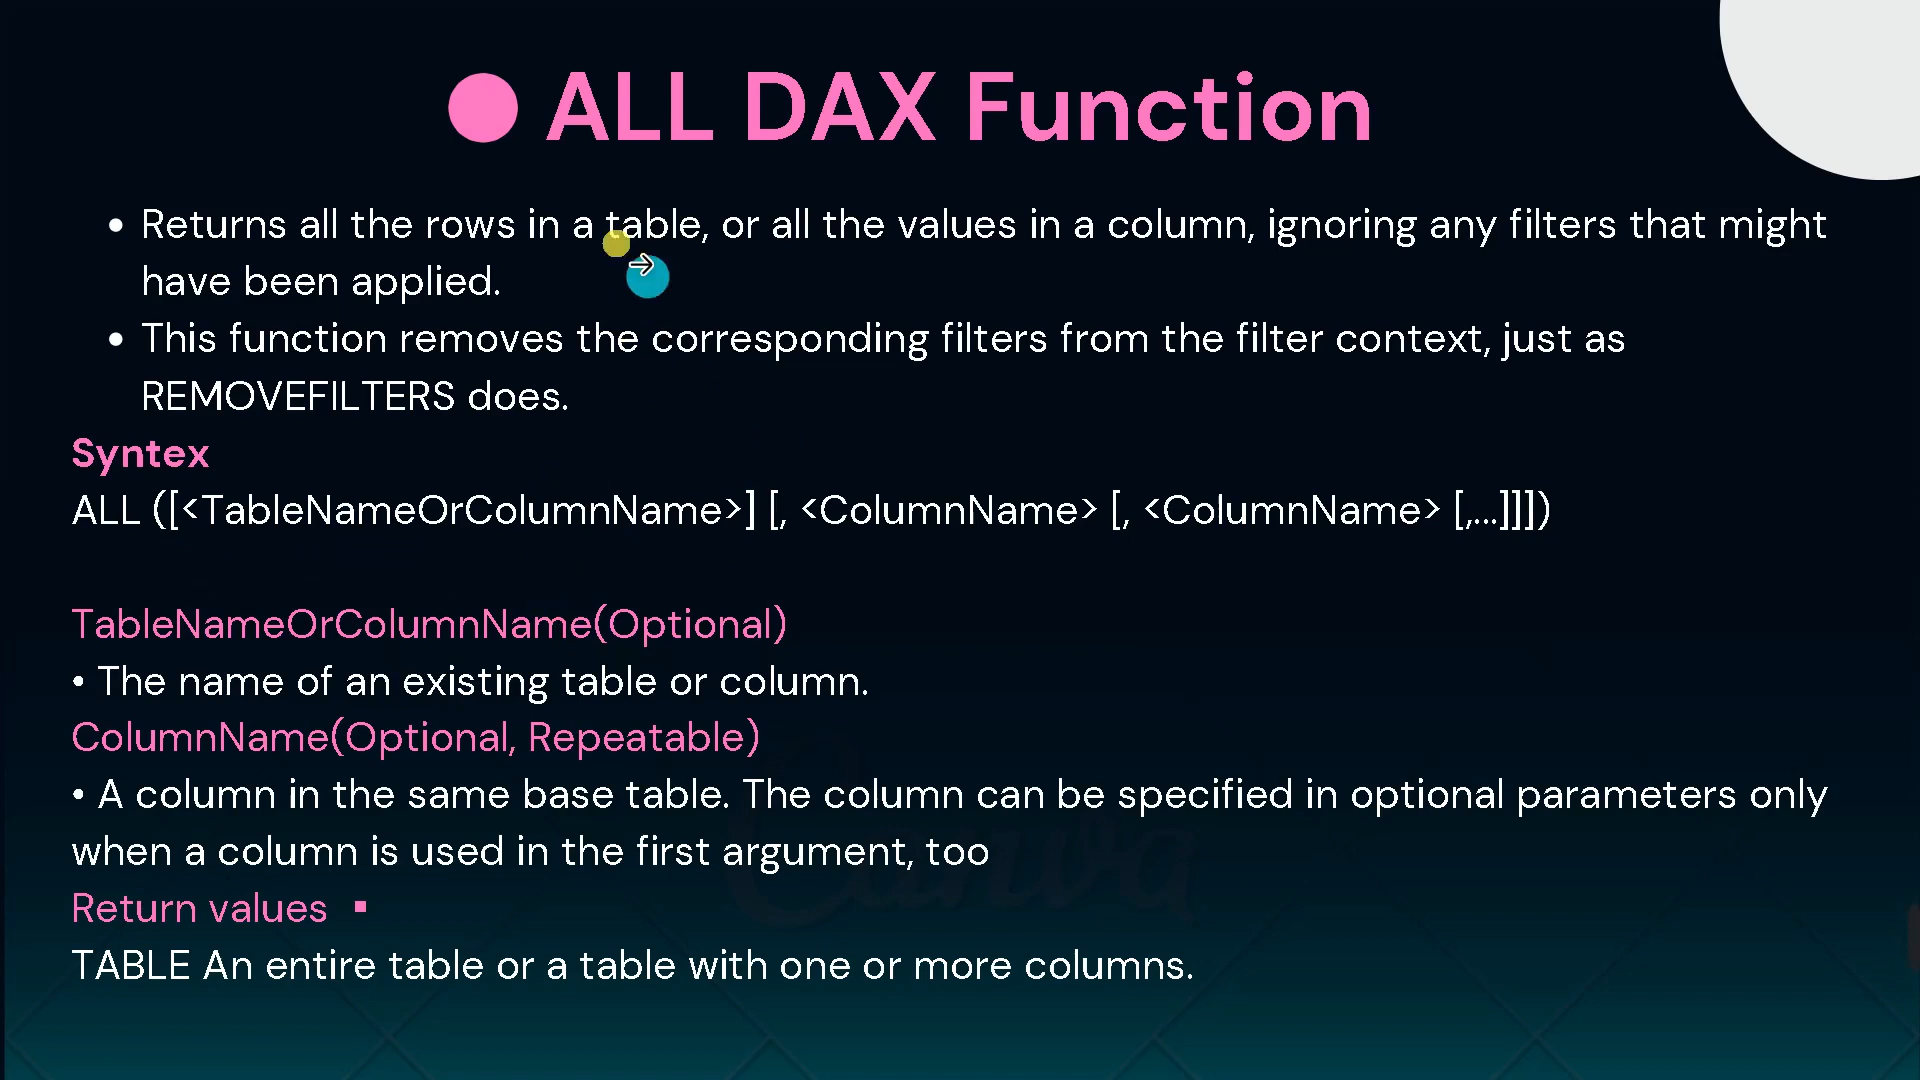 ALL DAX Function
• Returns all the rows in a table, or all the values in a column, ignoring any filters that might
have been applied.
• This function removes the corresponding filters from the filter context, just as
REMOVEFILTERS does.
Syntex
ALL ([<TableNameOrColumnName>] [, <ColumnName> [, <ColumnName> [,...]]])
TableNameOrColumnName(Optional)
• The name of an existing table or column.
ColumnName(Optional, Repeatable)
• A column in the same base table. The column can be specified in optional parameters only
when a column is used in the first argument, too
Return values ▪
TABLE An entire table or a table with one or more columns.
Canva